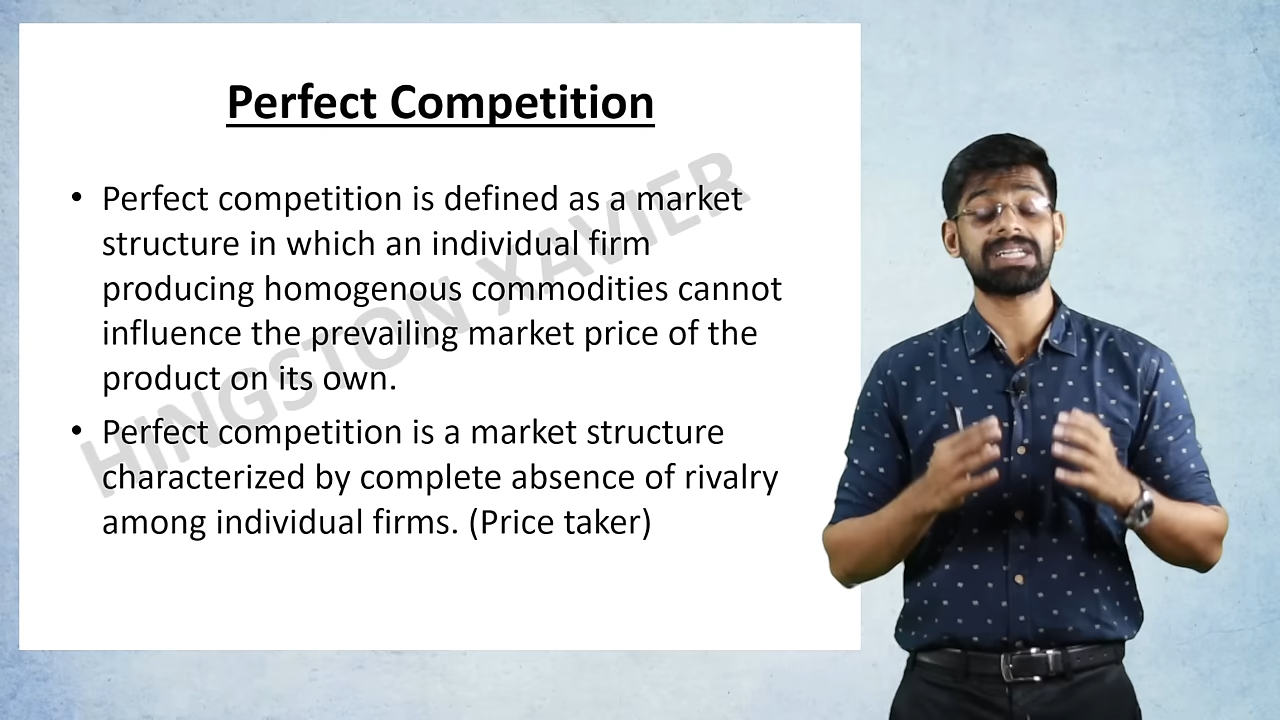 Perfect Competition
• Perfect competition is defined as a market
structure in which an individual firm
producing homogenous commodities cannot
influence the prevailing market price of the
product on its own.
• Perfect competition is a market structure
characterized by complete absence of rivalry
among individual firms. (Price taker)
HINGSTON XAVIER